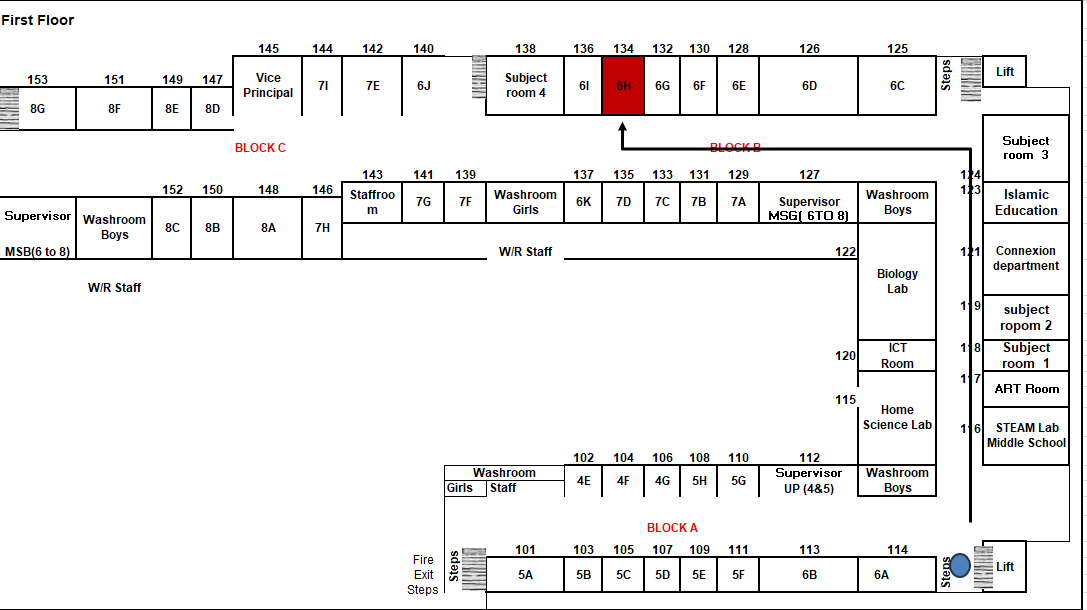 First Floor
145 144 142 140 138 136 134 132 130 128 126 125
153 151 149 147
Vice
Principal
7I 7E 6J
Subject
room 4
6I 6H 6G 6F 6E 6D 6C
Steps
Lift
8G 8F 8E 8D
BLOCK C
BLOCK B
Subject
room 3
124
143 141 139 137 135 133 131 129 127
123
152 150 148 146
Staffroo
m
7G 7F
Washroom
Girls
6K 7D 7C 7B 7A
Supervisor
MSG( 6TO 8)
Washroom
Boys
Islamic
Education
Supervisor
MSB(6 to 8)
Washroom
Boys
8C 8B 8A 7H
W/R Staff
122
121
Connexion
department
W/R Staff
Biology
Lab
119
subject
ropom 2
120
ICT
Room
118
Subject
room 1
117
ART Room
115
Home
Science Lab
116
STEAM Lab
Middle School
102 104 106 108 110 112
Washroom
Girls Staff
4E 4F 4G 5H 5G
Supervisor
UP (4&5)
Washroom
Boys
BLOCK A
101 103 105 107 109 111 113 114
Fire
Exit
Steps
Steps
5A 5B 5C 5D 5E 5F 6B 6A
Steps
Lift